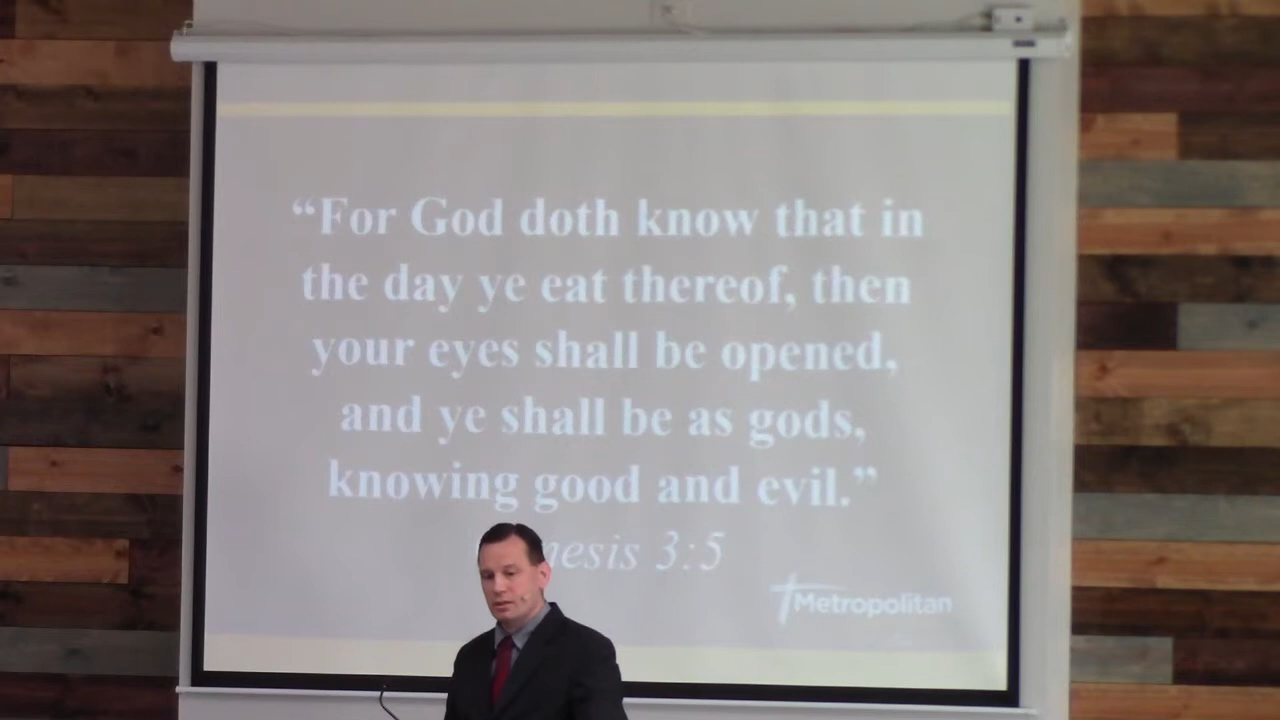 “For God doth know that in
the day ye eat thereof, then
your eyes shall be opened,
and ye shall be as gods,
knowing good and evil.”
nesis 3:5
Metropolitan